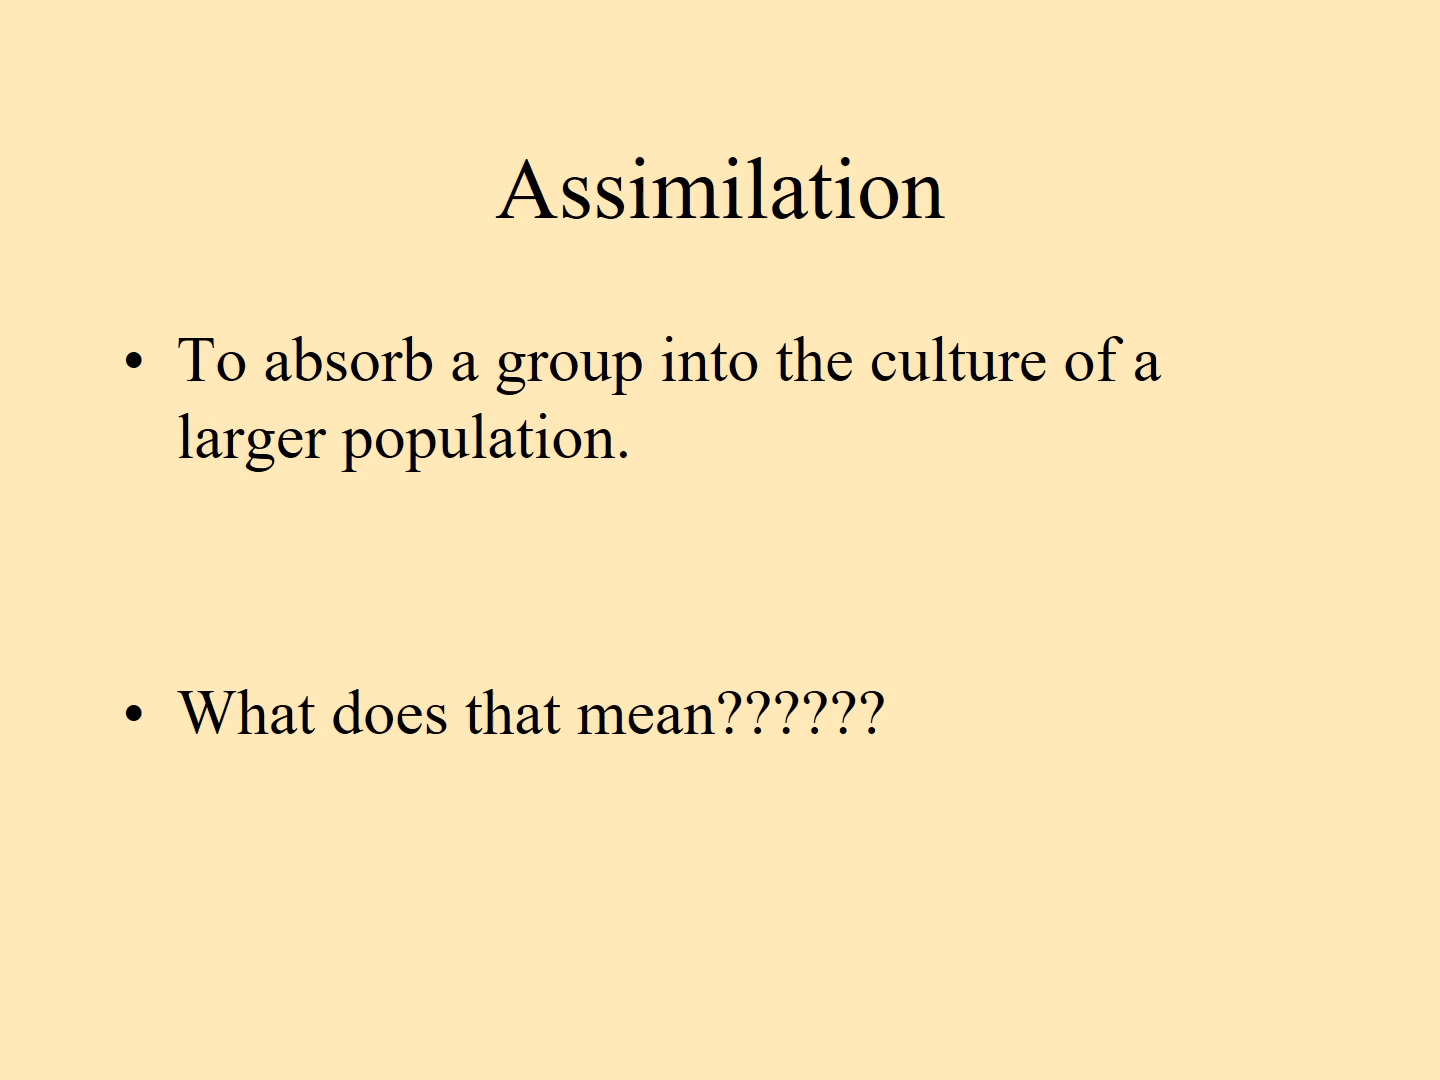 Assimilation
• To absorb a group into the culture of a
larger population.
• What does that mean??????